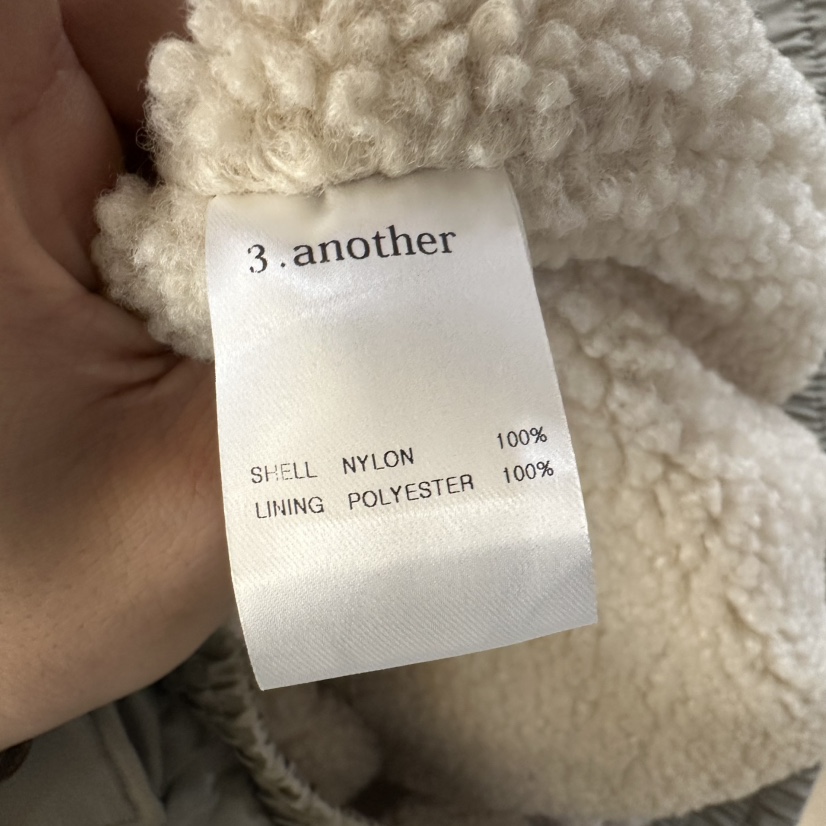 3.another
SHELL NYLON 100%
LINING POLYESTER 100%